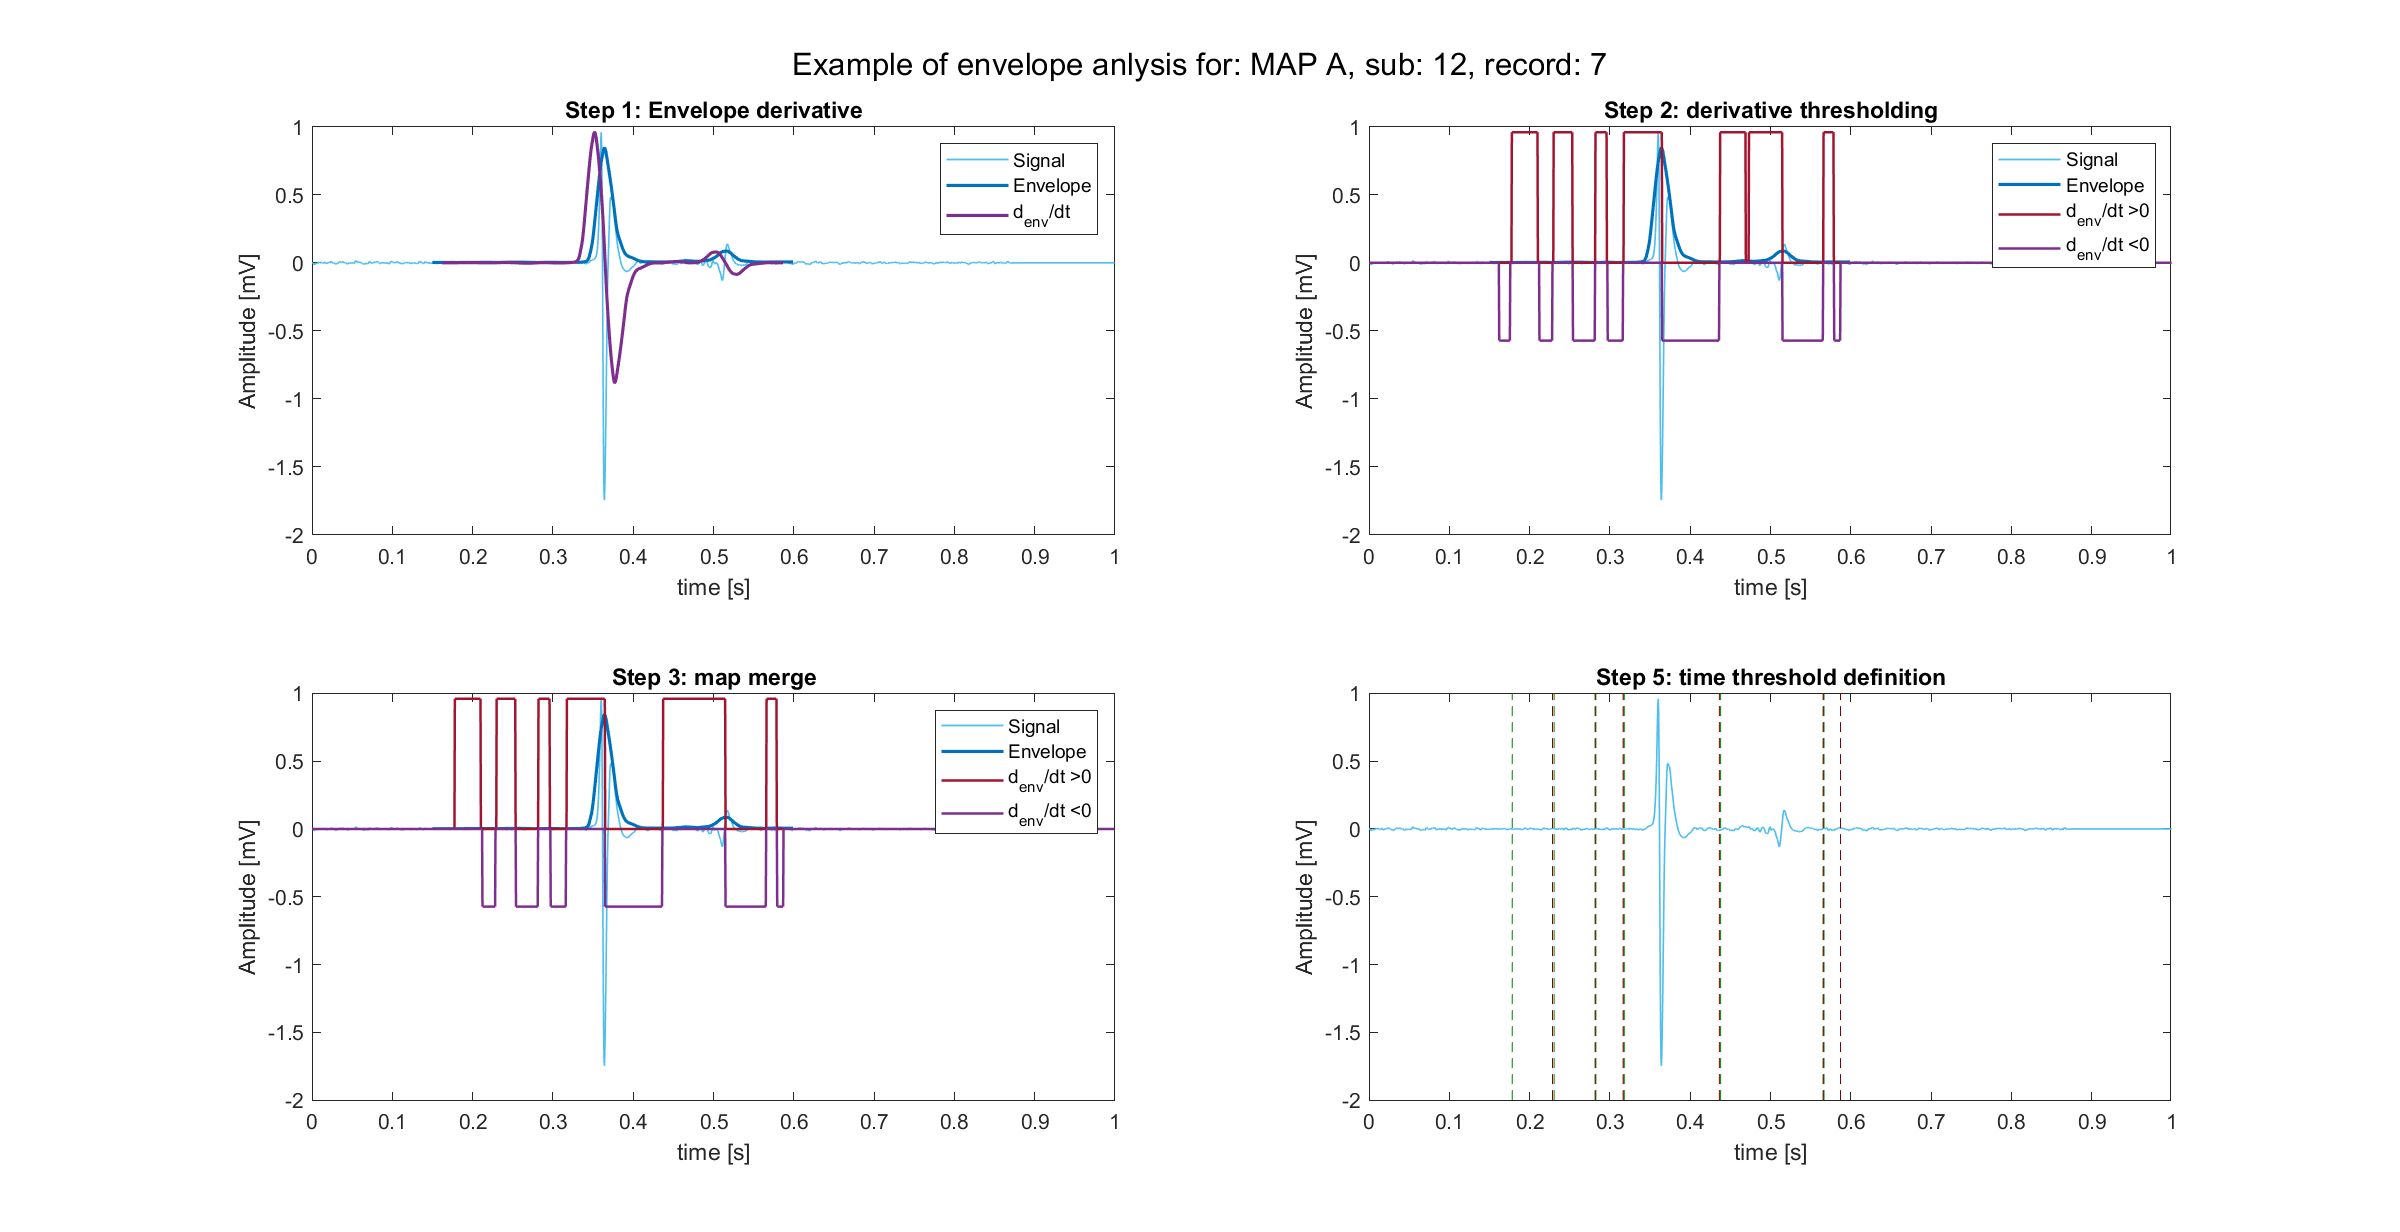 Example of envelope anlysis for: MAP A, sub: 12, record: 7
Step 1: Envelope derivative
1
0.5
0
-0.5
-1
-1.5
-2
Amplitude [mV]
0 0.1 0.2 0.3 0.4 0.5 0.6 0.7 0.8 0.9 1
time [s]
Signal
Envelope
d_env/dt
Step 2: derivative thresholding
1
0.5
0
-0.5
-1
-1.5
-2
Amplitude [mV]
0 0.1 0.2 0.3 0.4 0.5 0.6 0.7 0.8 0.9 1
time [s]
Signal
Envelope
d_env/dt >0
d_env/dt <0
Step 3: map merge
1
0.5
0
-0.5
-1
-1.5
-2
Amplitude [mV]
0 0.1 0.2 0.3 0.4 0.5 0.6 0.7 0.8 0.9 1
time [s]
Signal
Envelope
d_env/dt >0
d_env/dt <0
Step 5: time threshold definition
1
0.5
0
-0.5
-1
-1.5
-2
Amplitude [mV]
0 0.1 0.2 0.3 0.4 0.5 0.6 0.7 0.8 0.9 1
time [s]